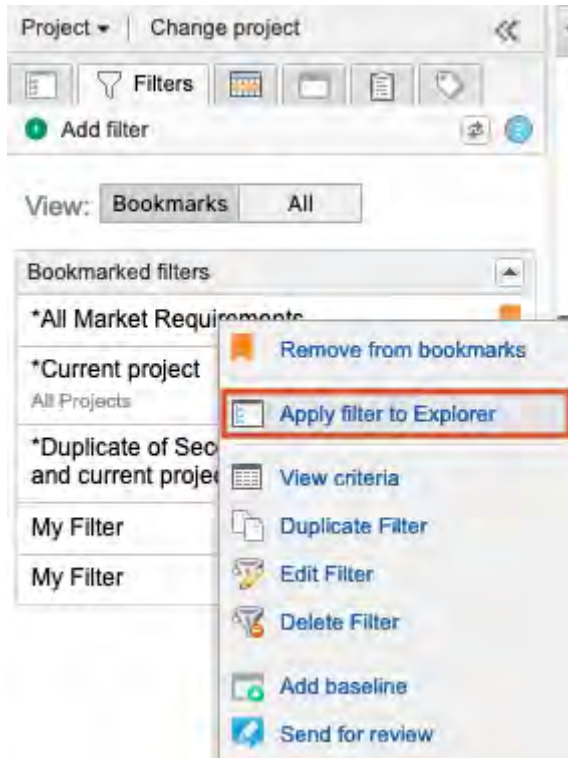 Project
Change project
Filters
Add filter
View: Bookmarks All
Bookmarked filters
*All Market Requirements
*Current project
All Projects
*Duplicate of Sec
and current projec
My Filter
My Filter
Remove from bookmarks
Apply filter to Explorer
View criteria
Duplicate Filter
Edit Filter
Delete Filter
Add baseline
Send for review